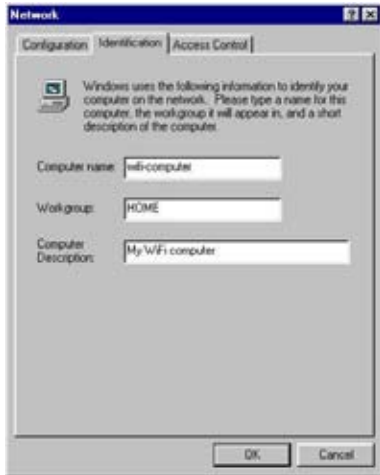 Network
Configuration Identification Access Control
Windows uses the following information to identify your
computer on the network. Please type a name for this
computer, the workgroup it will appear in, and a short
description of the computer.
Computer name: wifi-computer
Workgroup: HOME
Computer
Description: My WiFi computer
OK Cancel